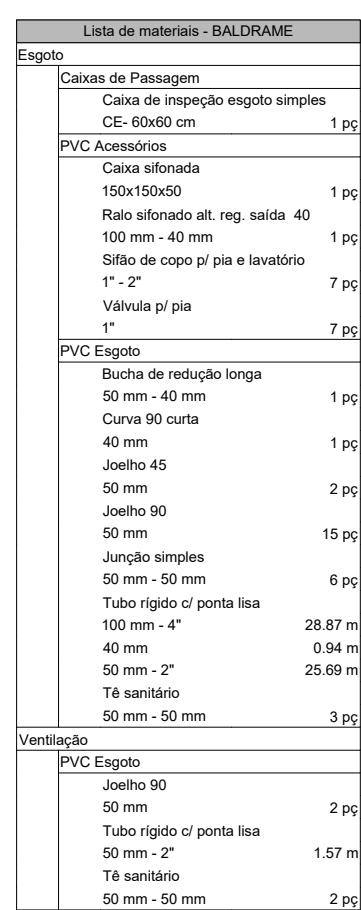 Lista de materiais - BALDRAME
Esgoto
Caixas de Passagem
Caixa de inspeção esgoto simples
CE- 60x60 cm 1 pç
PVC Acessórios
Caixa sifonada
150x150x50 1 pç
Ralo sifonado alt. reg. saída 40
100 mm - 40 mm 1 pç
Sifão de copo p/ pia e lavatório
1" - 2" 7 pç
Válvula p/ pia
1" 7 pç
PVC Esgoto
Bucha de redução longa
50 mm - 40 mm 1 pç
Curva 90 curta
40 mm 1 pç
Joelho 45
50 mm 2 pç
Joelho 90
50 mm 15 pç
Junção simples
50 mm - 50 mm 6 pç
Tubo rígido c/ ponta lisa
100 mm - 4" 28.87 m
40 mm 0.94 m
50 mm - 2" 25.69 m
Tê sanitário
50 mm - 50 mm 3 pç
Ventilação
PVC Esgoto
Joelho 90
50 mm 2 pç
Tubo rígido c/ ponta lisa
50 mm - 2" 1.57 m
Tê sanitário
50 mm - 50 mm 2 pç